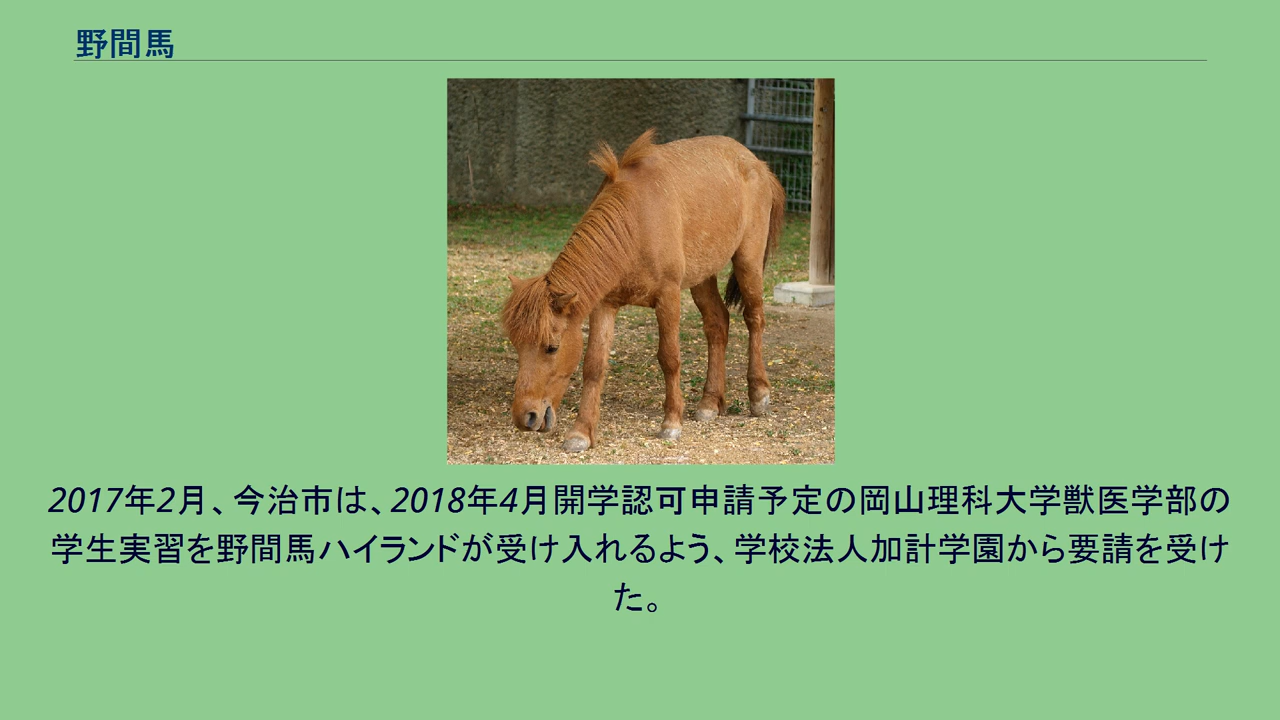 野間馬
2017年2月、今治市は、2018年4月開学認可申請予定の岡山理科大学獣医学部の
学生実習を野間馬ハイランドが受け入れるよう、学校法人加計学園から要請を受け
た。